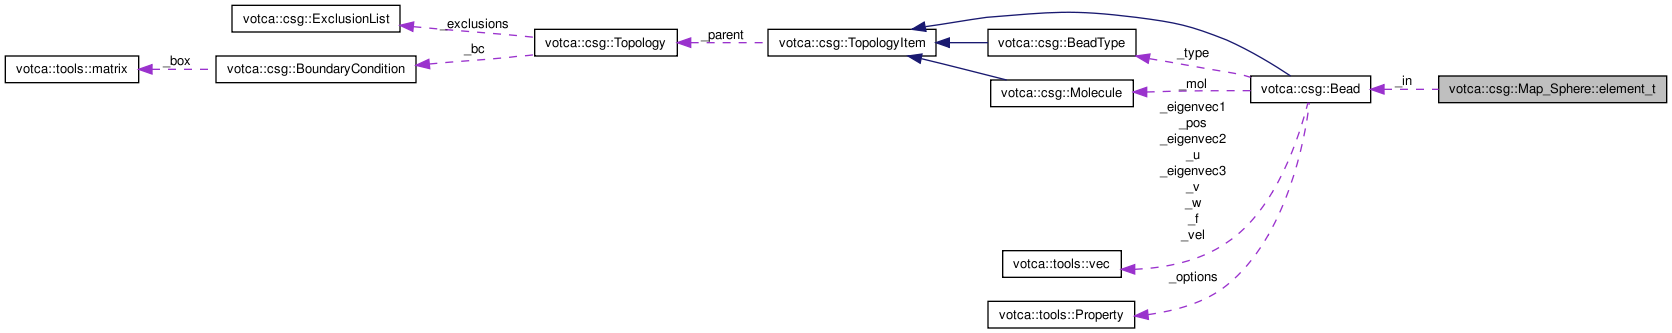 votca::csg::ExclusionList
_exclusions
votca::csg::Topology
_parent
votca::csg::TopologyItem
votca::csg::BeadType
_bc
_box
votca::tools::matrix
votca::csg::BoundaryCondition
_type
_mol
votca::csg::Molecule
votca::csg::Bead
_in
votca::csg::Map_Sphere::element_t
_eigenvec1
_pos
_eigenvec2
_u
_eigenvec3
_v
_w
_f
_vel
votca::tools::vec
_options
votca::tools::Property